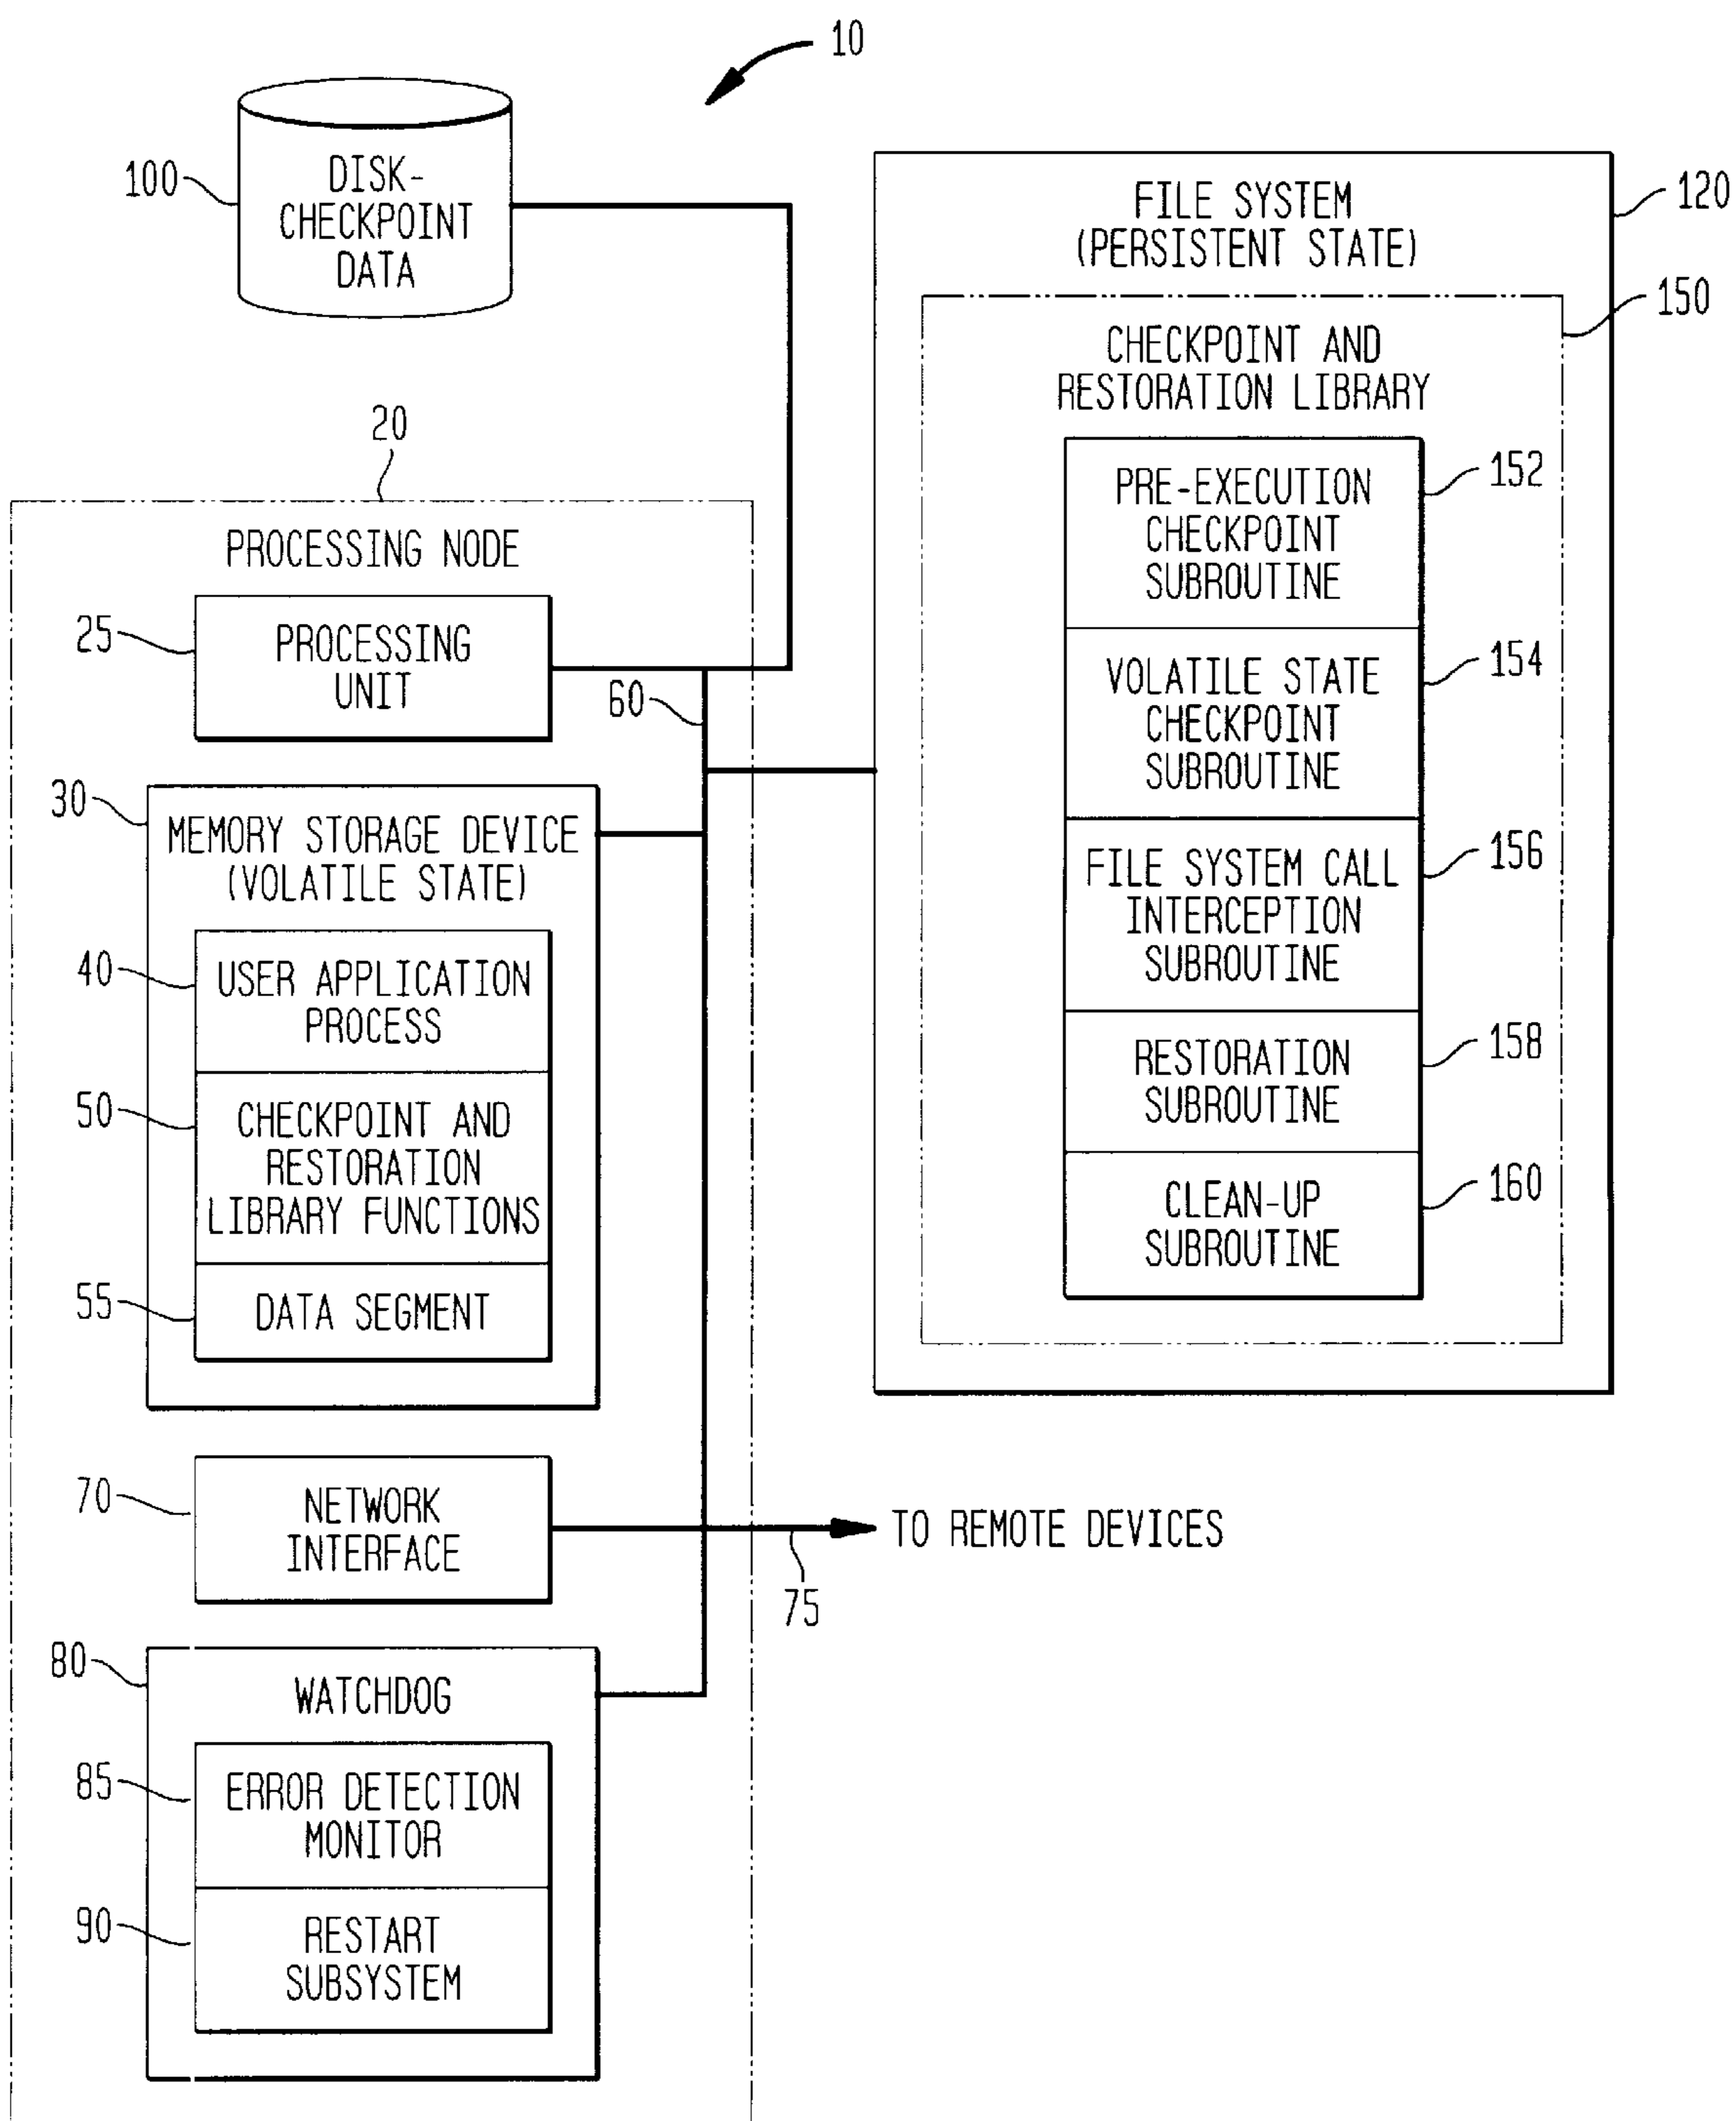 10
100
DISK-
CHECKPOINT
DATA
FILE SYSTEM
(PERSISTENT STATE)
120
150
CHECKPOINT AND
RESTORATION LIBRARY
20
PROCESSING NODE
25
PROCESSING
UNIT
60
PRE-EXECUTION
CHECKPOINT
SUBROUTINE
152
VOLATILE STATE
CHECKPOINT
SUBROUTINE
154
30
MEMORY STORAGE DEVICE
(VOLATILE STATE)
FILE SYSTEM CALL
INTERCEPTION
SUBROUTINE
156
40
USER APPLICATION
PROCESS
RESTORATION
SUBROUTINE
158
50
CHECKPOINT AND
RESTORATION
LIBRARY FUNCTIONS
CLEAN-UP
SUBROUTINE
160
55
DATA SEGMENT
70
NETWORK
INTERFACE
TO REMOTE DEVICES
75
80
WATCHDOG
85
ERROR DETECTION
MONITOR
90
RESTART
SUBSYSTEM